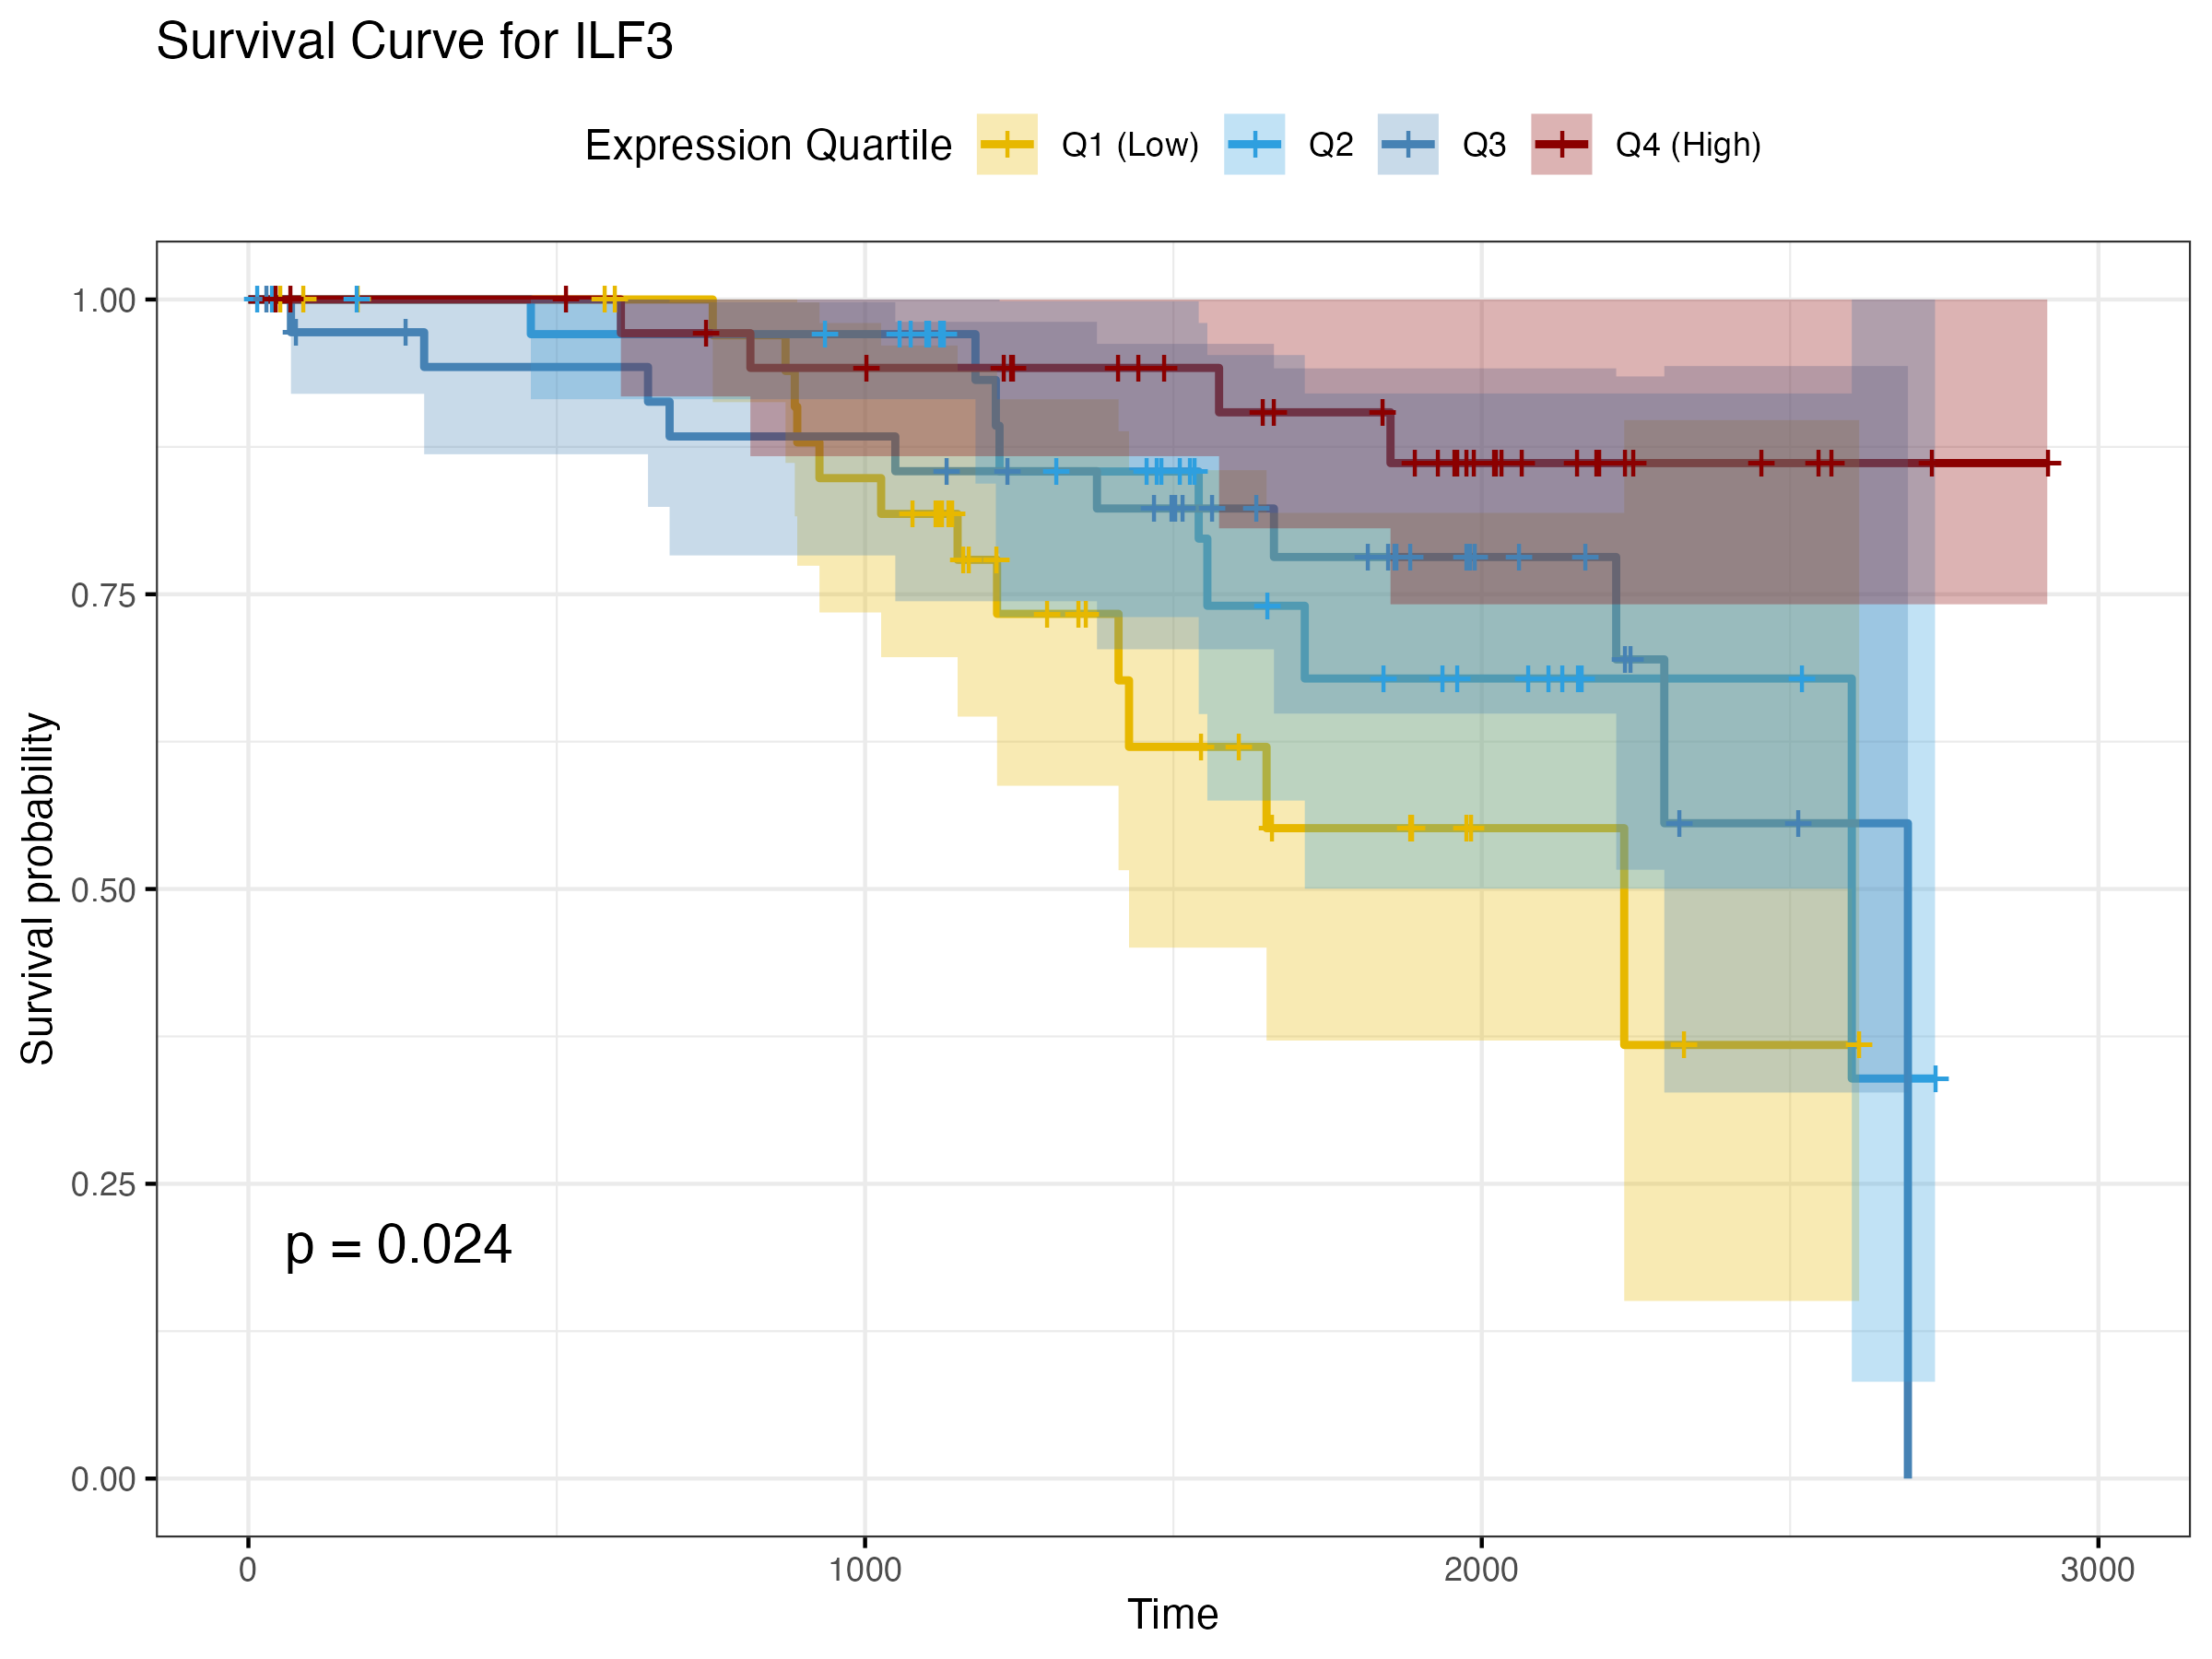 Survival Curve for ILF3
Expression Quartile Q1 (Low) Q2 Q3 Q4 (High)
Survival probability
1.00
0.75
0.50
0.25
0.00
p = 0.024
0 1000 2000 3000
Time